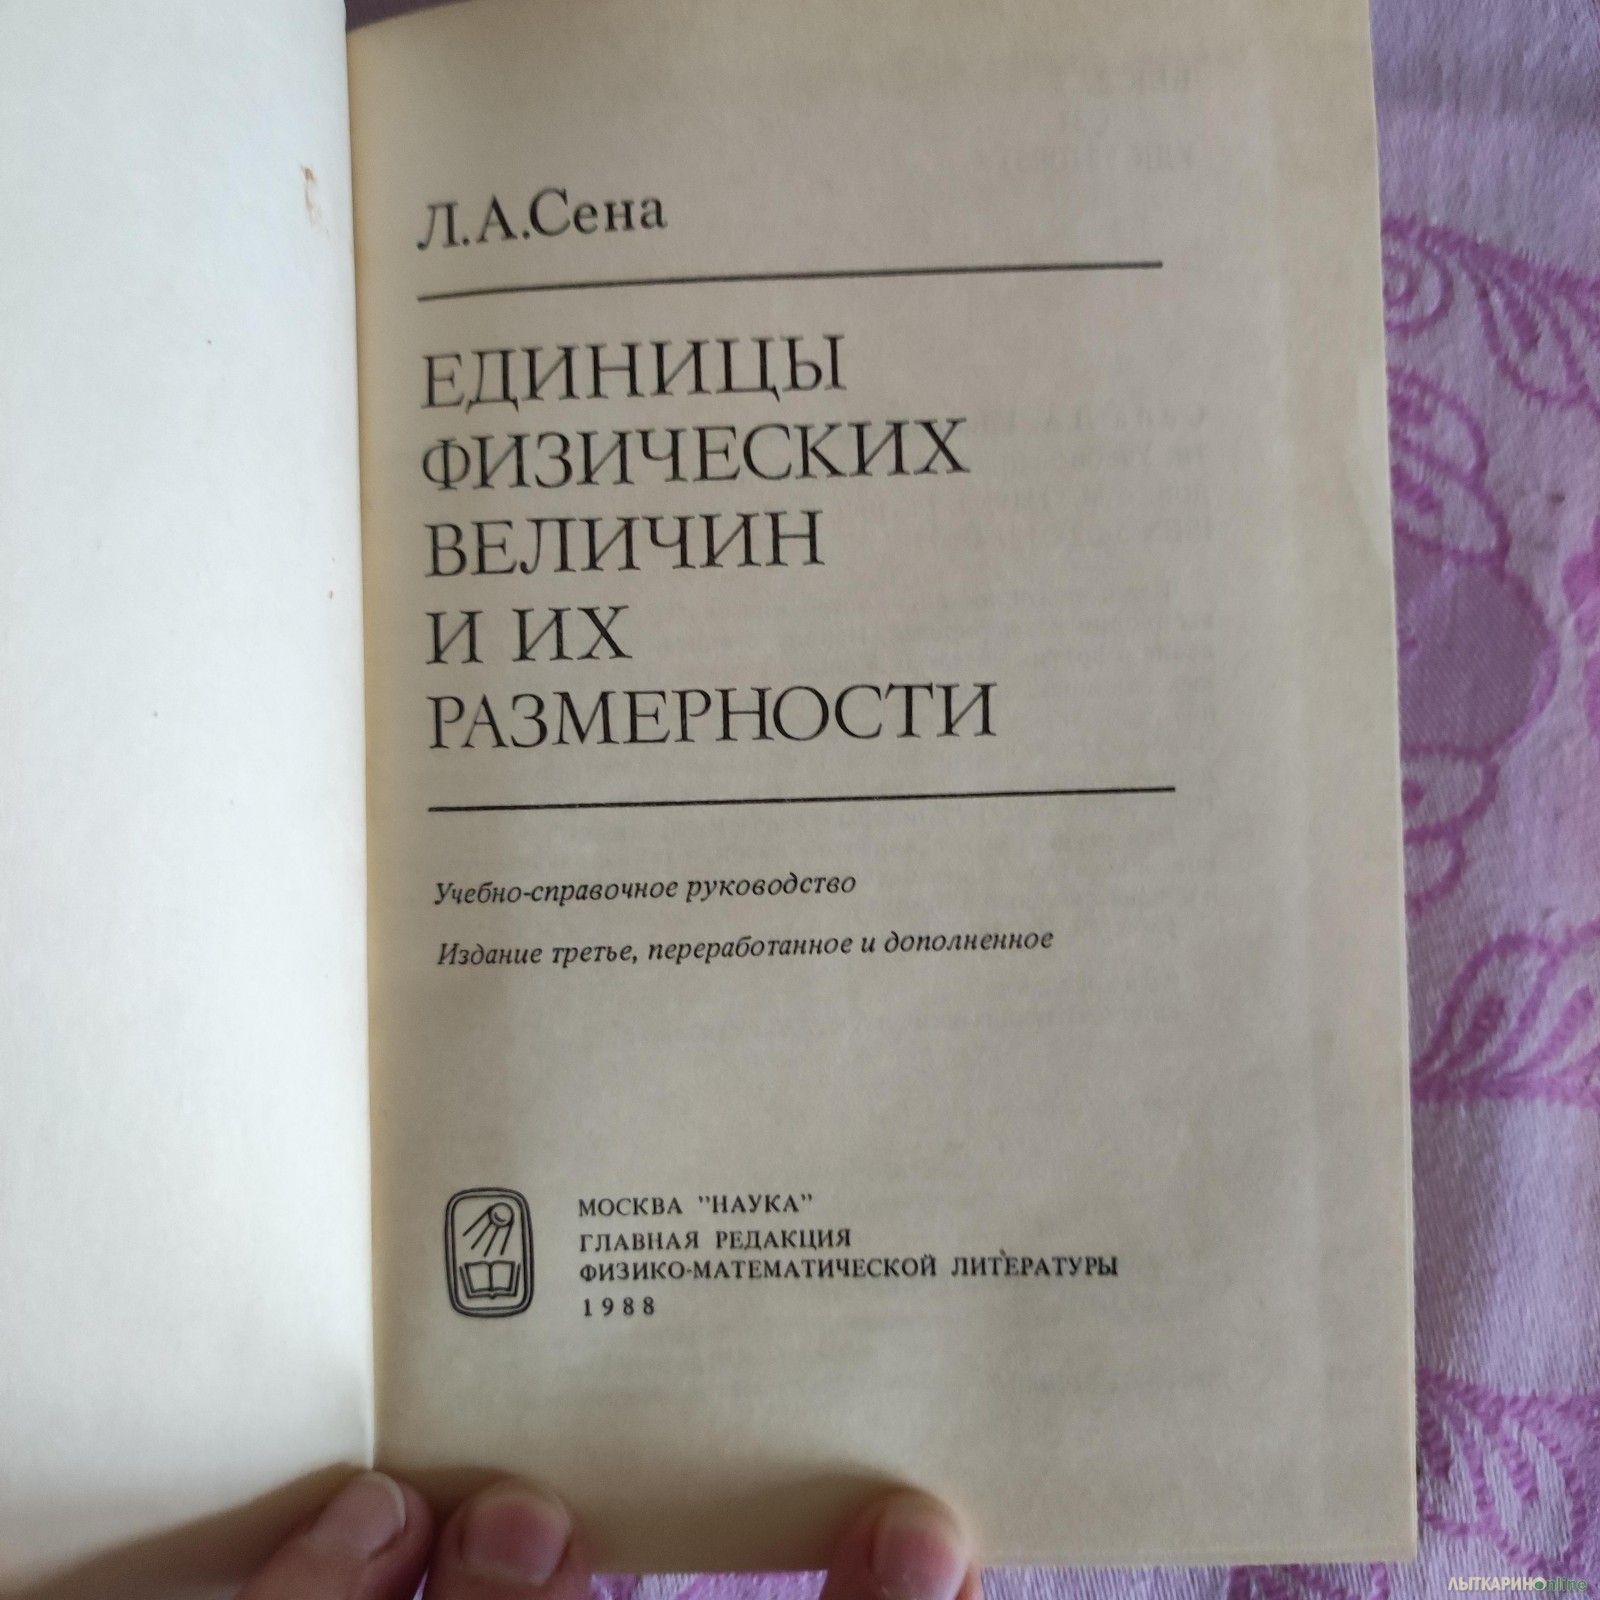 Л.А.Сена
ЕДИНИЦЫ
ФИЗИЧЕСКИХ
ВЕЛИЧИН
И ИХ
РАЗМЕРНОСТИ
Учебно-справочное руководство
Издание третье, переработанное и дополненное
МОСКВА "НАУКА"
ГЛАВНАЯ РЕДАКЦИЯ
ФИЗИКО-МАТЕМАТИЧЕСКОЙ ЛИТЕРАТУРЫ
1988
ЛЫТКАРИНОonline